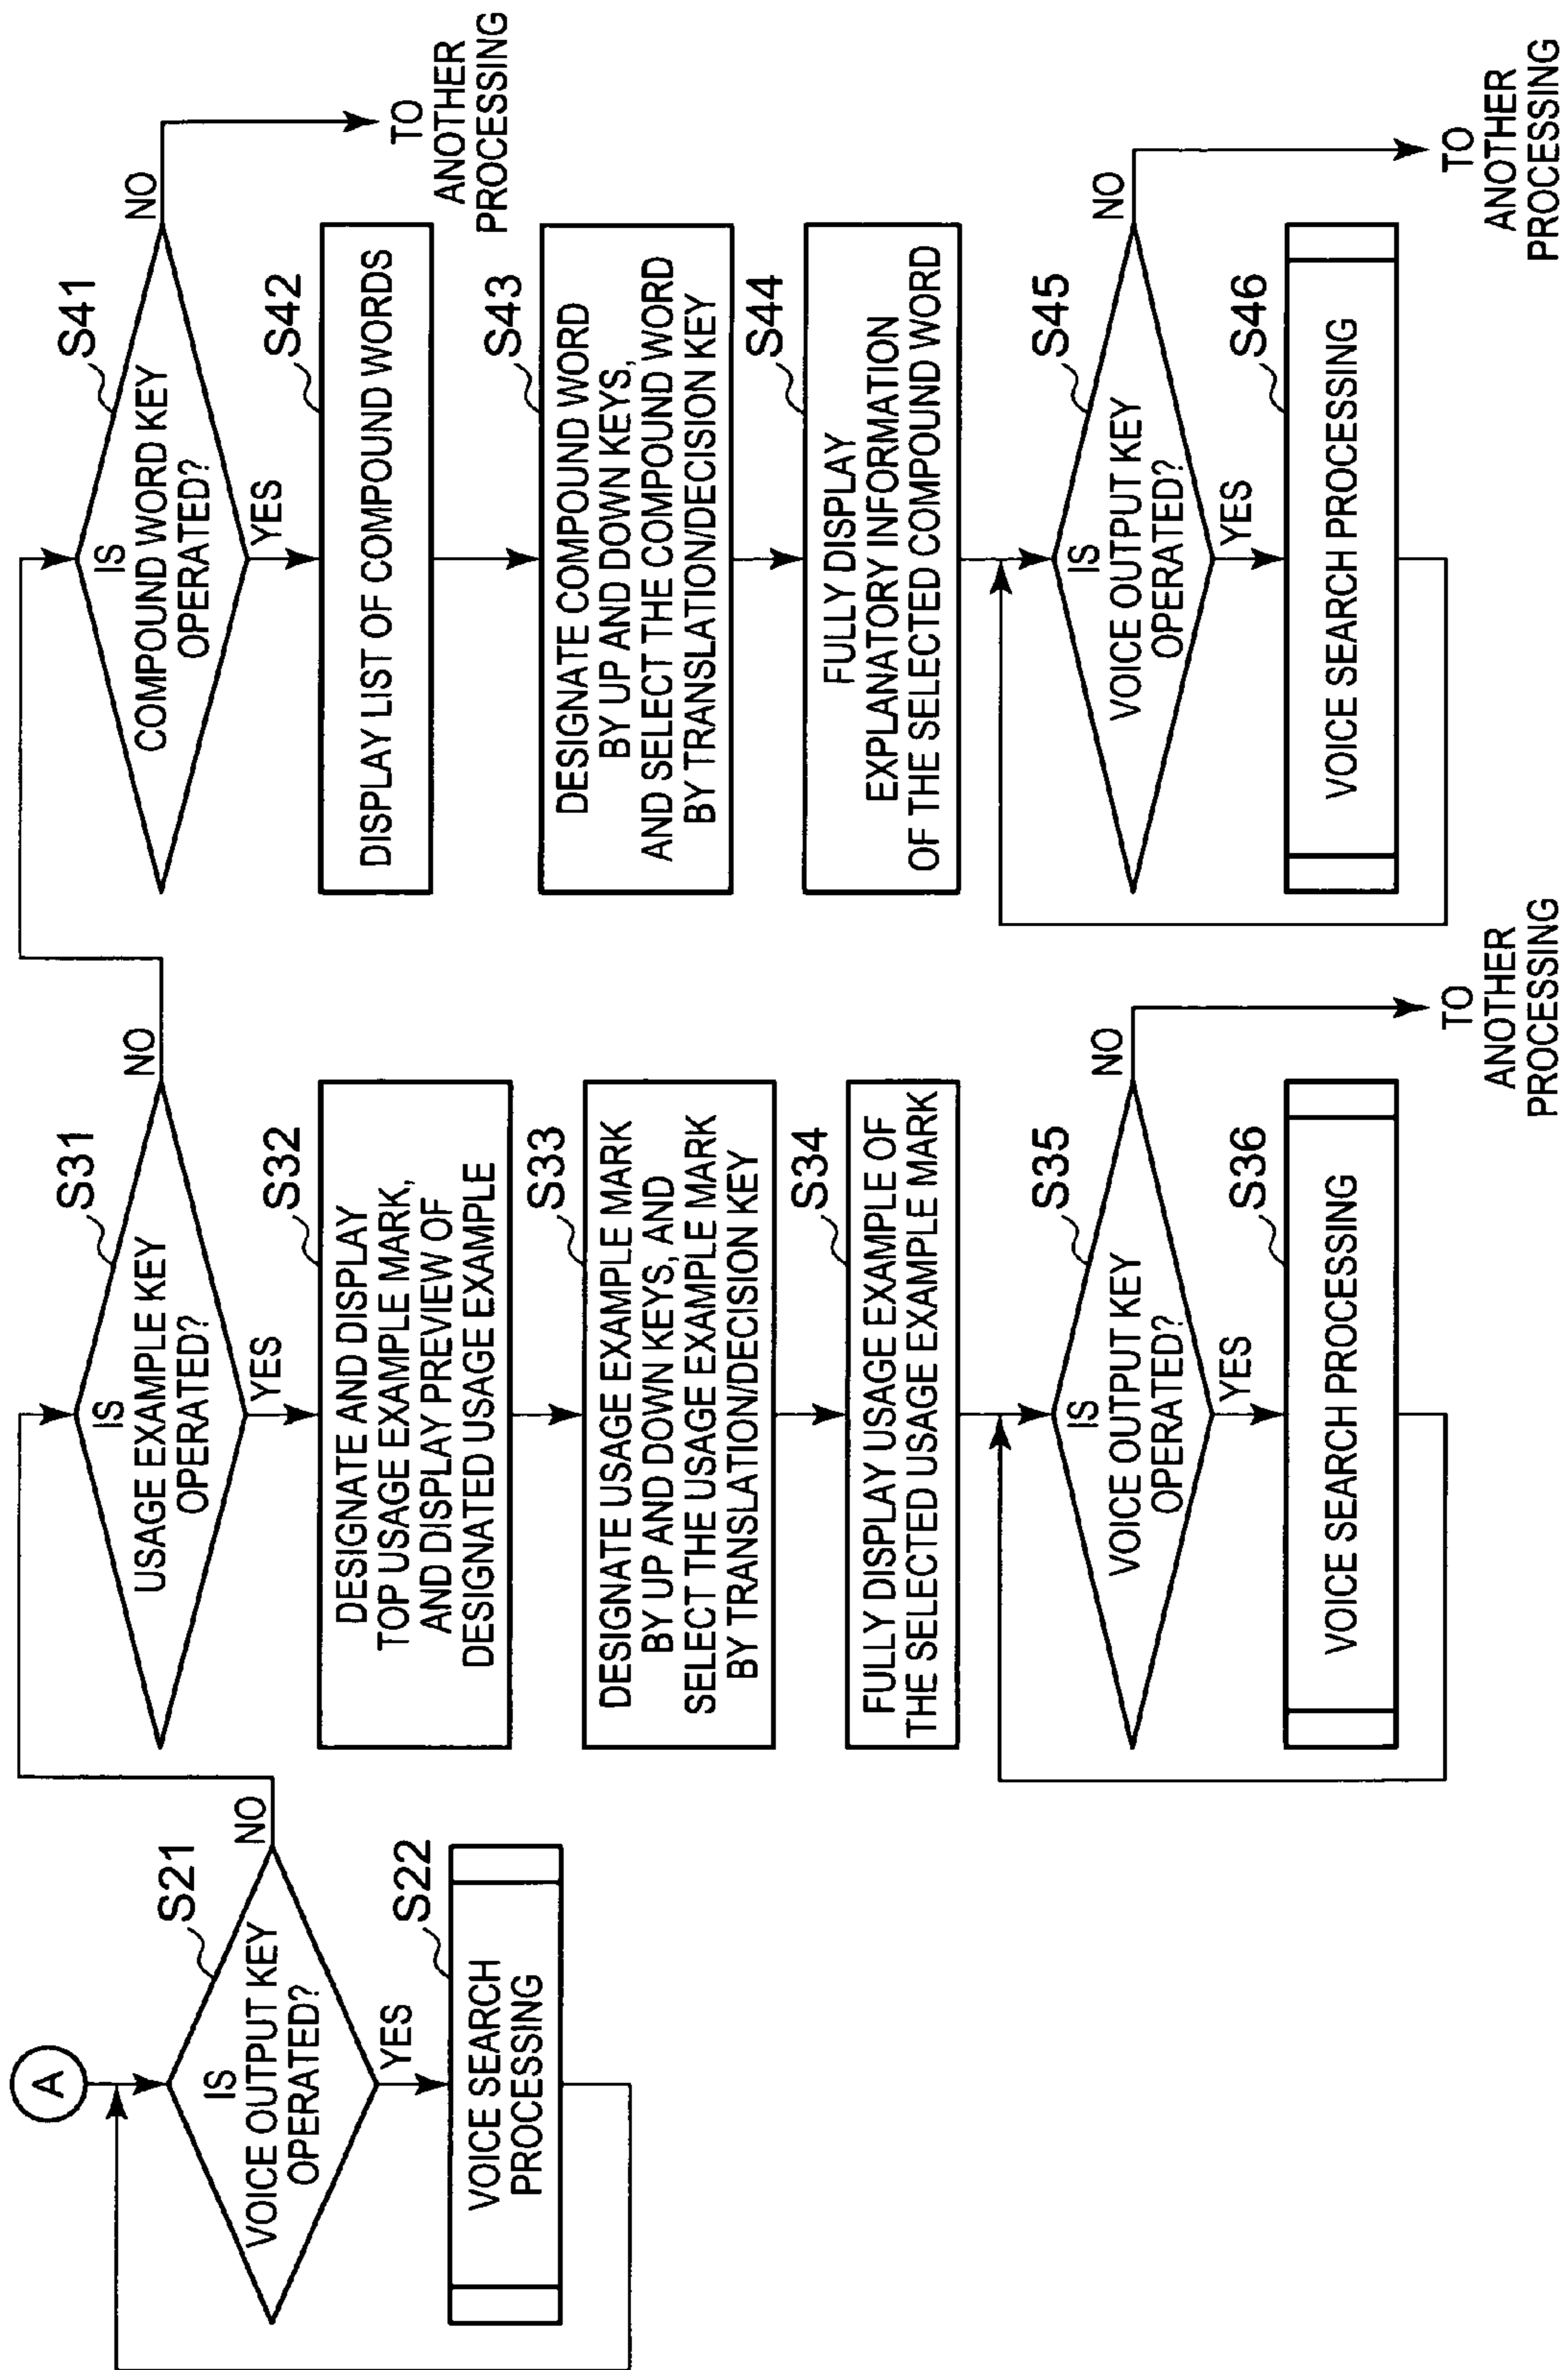 A
S21
IS
VOICE OUTPUT KEY
OPERATED?
NO
YES
S22
VOICE SEARCH
PROCESSING
S31
IS
USAGE EXAMPLE KEY
OPERATED?
NO
YES
S32
DESIGNATE AND DISPLAY
TOP USAGE EXAMPLE MARK,
AND DISPLAY PREVIEW OF
DESIGNATED USAGE EXAMPLE
S33
DESIGNATE USAGE EXAMPLE MARK
BY UP AND DOWN KEYS, AND
SELECT THE USAGE EXAMPLE MARK
BY TRANSLATION/DECISION KEY
S34
FULLY DISPLAY USAGE EXAMPLE OF
THE SELECTED USAGE EXAMPLE MARK
S35
IS
VOICE OUTPUT KEY
OPERATED?
NO
TO
ANOTHER
PROCESSING
YES
S36
VOICE SEARCH PROCESSING
S41
IS
COMPOUND WORD KEY
OPERATED?
NO
TO
ANOTHER
PROCESSING
YES
S42
DISPLAY LIST OF COMPOUND WORDS
S43
DESIGNATE COMPOUND WORD
BY UP AND DOWN KEYS,
AND SELECT THE COMPOUND WORD
BY TRANSLATION/DECISION KEY
S44
FULLY DISPLAY
EXPLANATORY INFORMATION
OF THE SELECTED COMPOUND WORD
S45
IS
VOICE OUTPUT KEY
OPERATED?
NO
TO
ANOTHER
PROCESSING
YES
S46
VOICE SEARCH PROCESSING